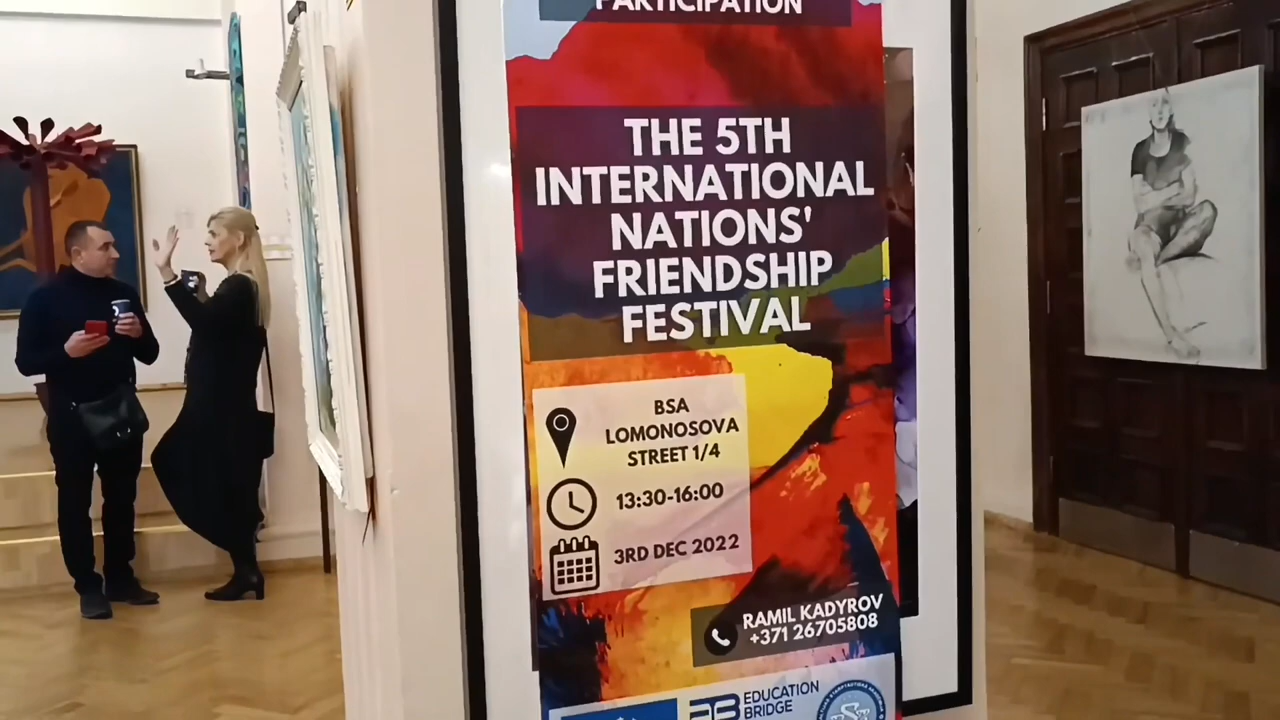 PARTICIPATION
THE 5TH
INTERNATIONAL
NATIONS'
FRIENDSHIP
FESTIVAL
BSA
LOMONOSOVA
STREET 1/4
13:30-16:00
3RD DEC 2022
RAMIL KADYROV
+371 26705808
EDUCATION
BRIDGE